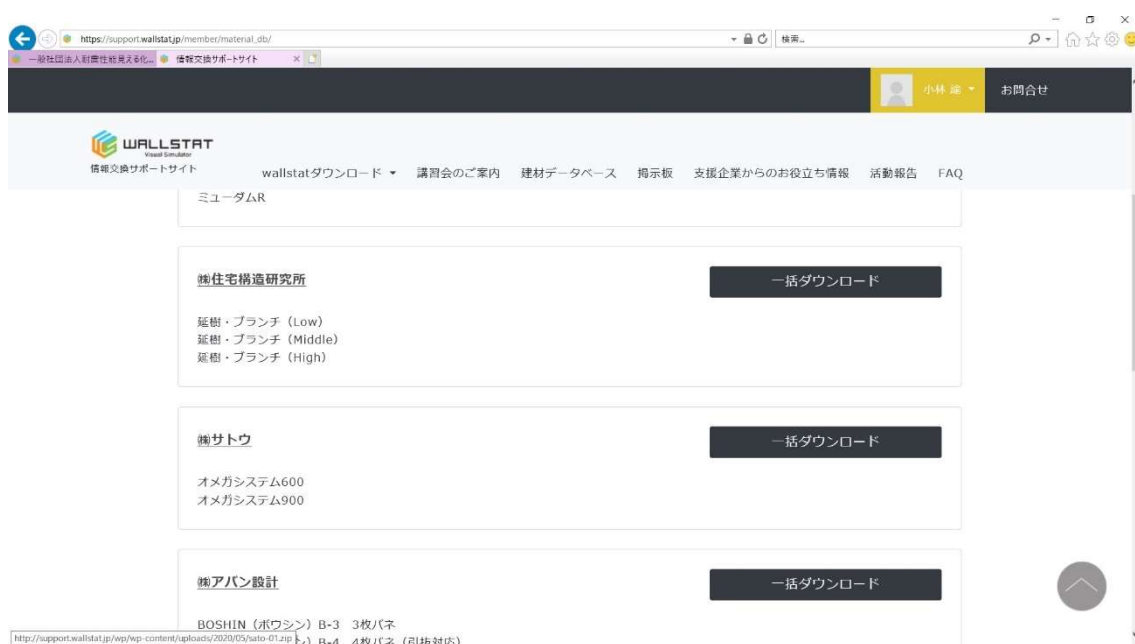 https://support.wallstat.jp/member/material_db/
検索...
一般社団法人耐震性能見える化...
情報交換サポートサイト
小林
お問合せ
WALLSTAT
Visual Simulator
情報交換サポートサイト
wallstatダウンロード
講習会のご案内
建材データベース
掲示板
支援企業からのお役立ち情報
活動報告
FAQ
ミューダムR
㈱住宅構造研究所
一括ダウンロード
延樹・ブランチ（Low）
延樹・ブランチ（Middle）
延樹・ブランチ（High）
㈱サトウ
一括ダウンロード
オメガシステム600
オメガシステム900
㈱アバン設計
一括ダウンロード
BOSHIN（ボウシン）B-3 3枚バネ
B-4 4枚バネ（引抜対応）
http://support.wallstat.jp/wp/wp-content/uploads/2020/05/sato-01.zip